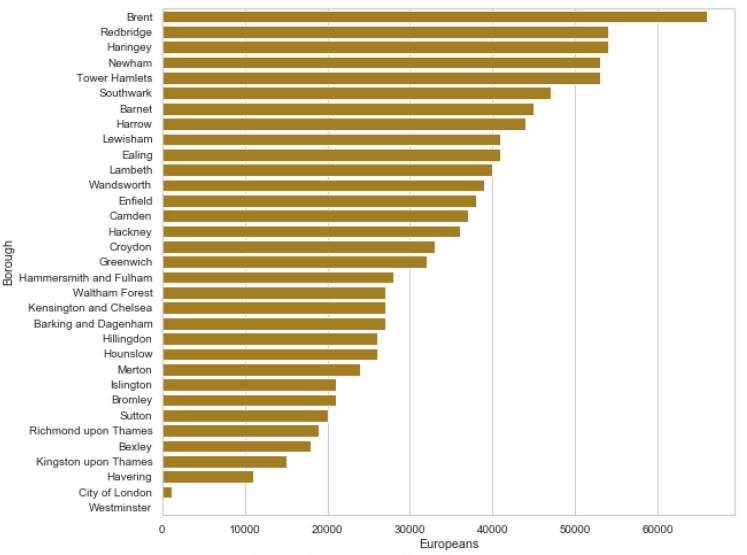 Brent
Redbridge
Haringey
Newham
Tower Hamlets
Southwark
Barnet
Harrow
Lewisham
Ealing
Lambeth
Wandsworth
Enfield
Camden
Hackney
Croydon
Greenwich
Hammersmith and Fulham
Waltham Forest
Kensington and Chelsea
Barking and Dagenham
Hillingdon
Hounslow
Merton
Islington
Bromley
Sutton
Richmond upon Thames
Bexley
Kingston upon Thames
Havering
City of London
Westminster
Borough
0 10000 20000 30000 40000 50000 60000
Europeans